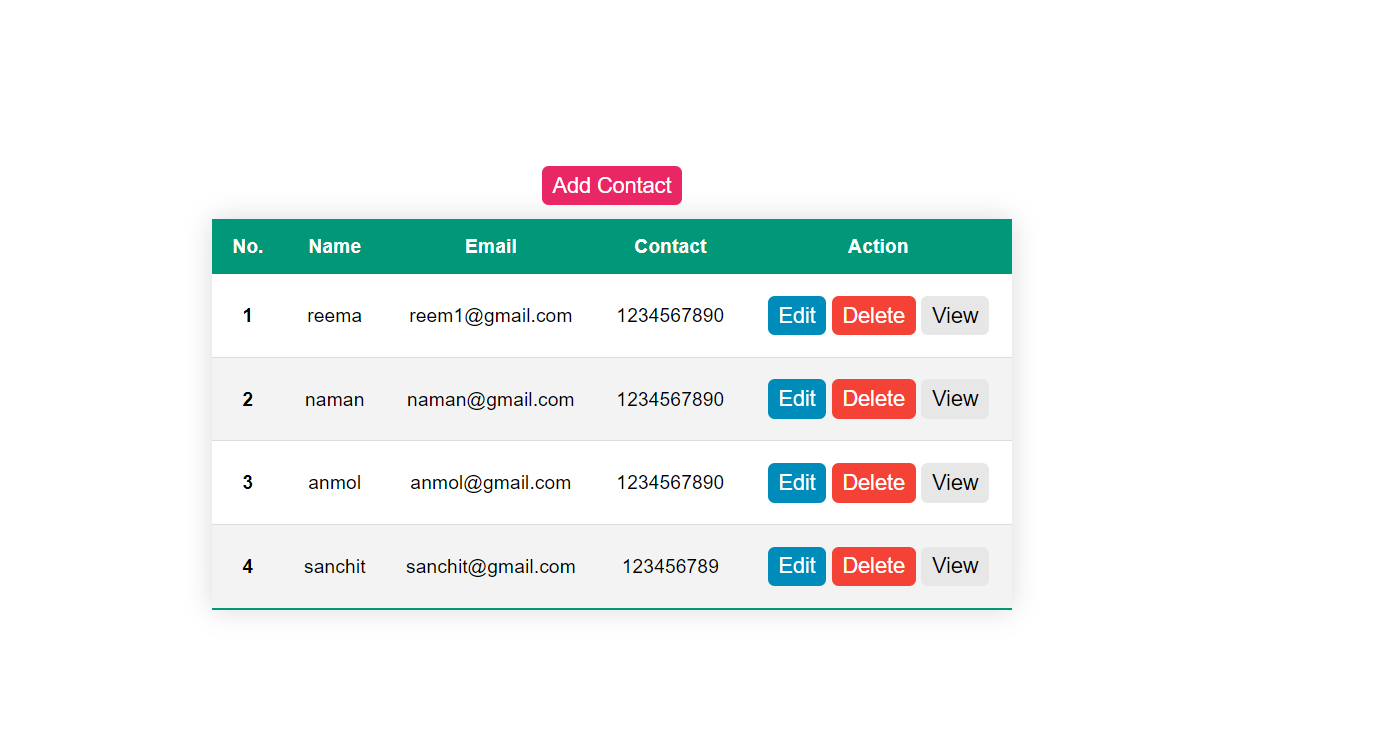 Add Contact
No. Name Email Contact Action
1 reema reem1@gmail.com 1234567890 Edit Delete View
2 naman naman@gmail.com 1234567890 Edit Delete View
3 anmol anmol@gmail.com 1234567890 Edit Delete View
4 sanchit sanchit@gmail.com 123456789 Edit Delete View